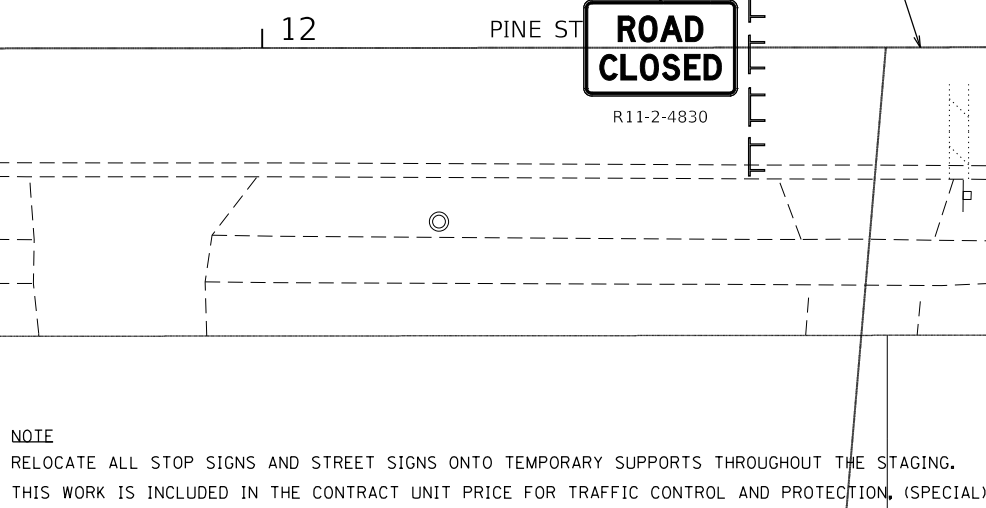 12
PINE ST
ROAD
CLOSED
R11-2-4830
NOTE
RELOCATE ALL STOP SIGNS AND STREET SIGNS ONTO TEMPORARY SUPPORTS THROUGHOUT THE STAGING.
THIS WORK IS INCLUDED IN THE CONTRACT UNIT PRICE FOR TRAFFIC CONTROL AND PROTECTION, (SPECIAL)